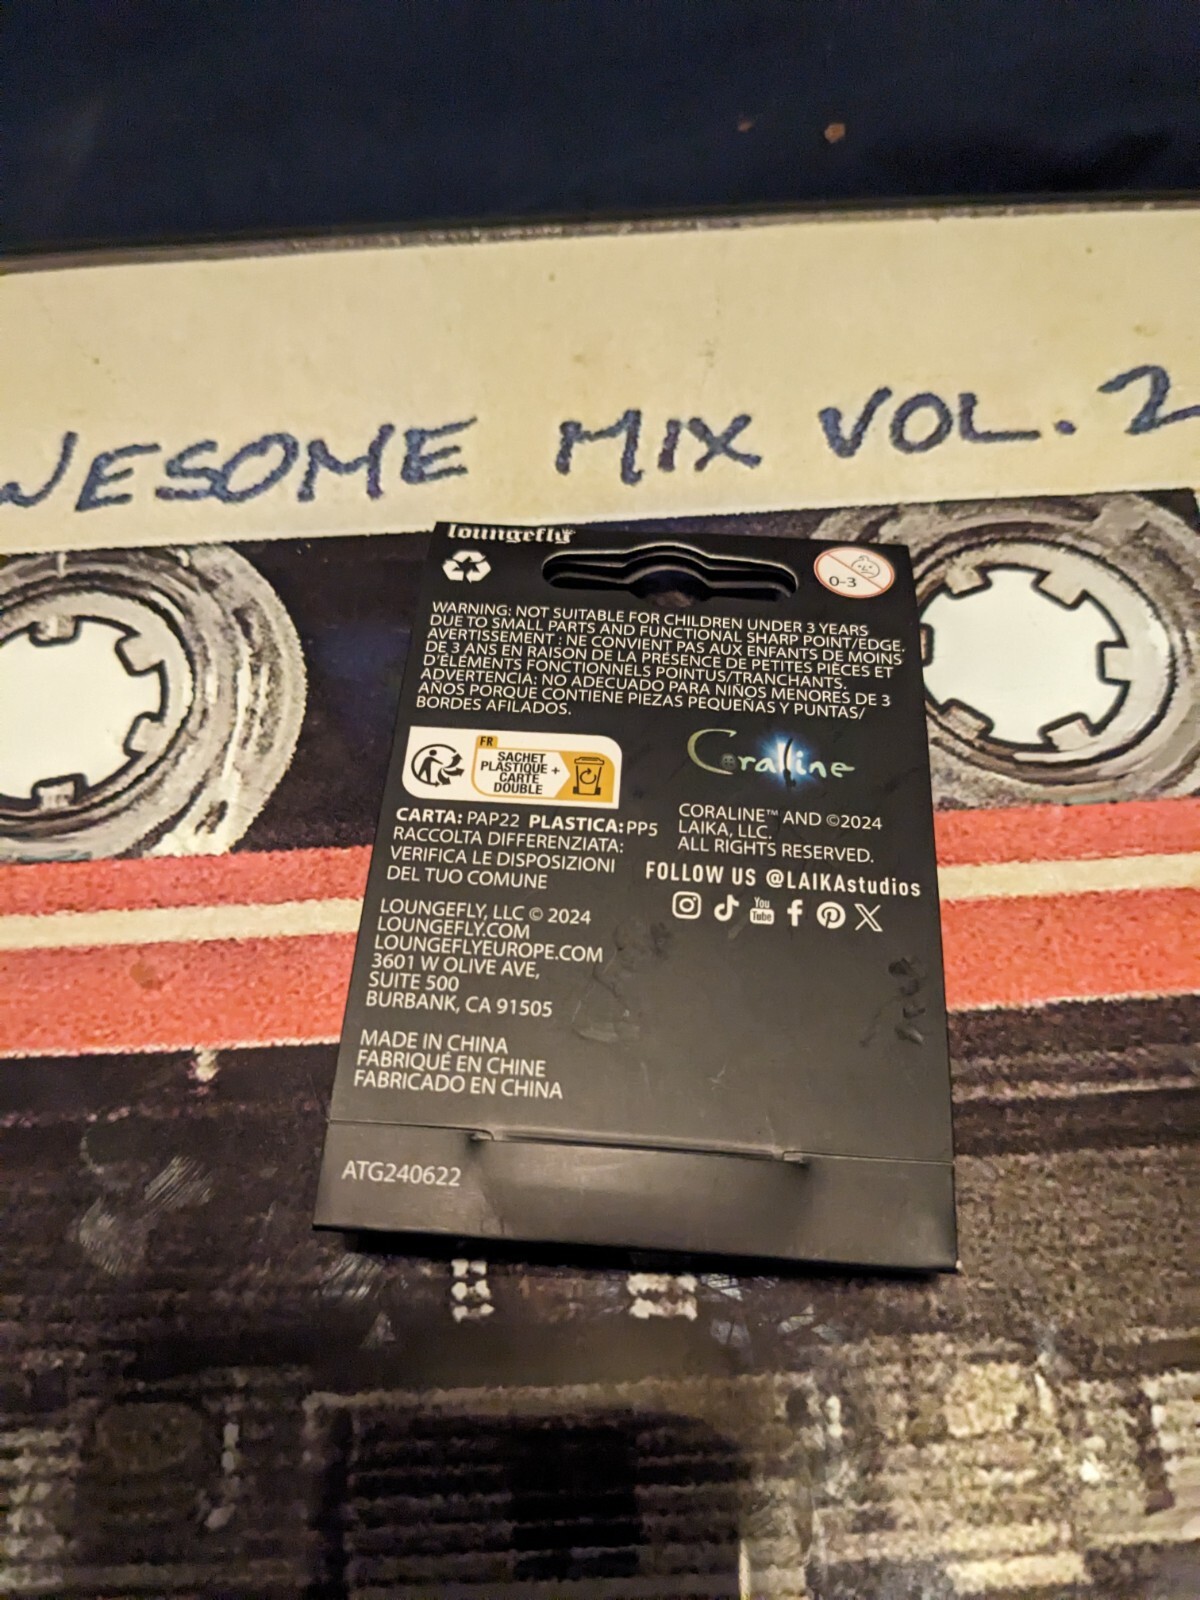 WESOME MIX VOL. 2
loungefly
0-3
WARNING: NOT SUITABLE FOR CHILDREN UNDER 3 YEARS
DUE TO SMALL PARTS AND FUNCTIONAL SHARP POINT/EDGE.
AVERTISSEMENT : NE CONVIENT PAS AUX ENFANTS DE MOINS
DE 3 ANS EN RAISON DE LA PRÉSENCE DE PETITES PIÈCES ET
D'ÉLÉMENTS FONCTIONNELS POINTUS/TRANCHANTS.
ADVERTENCIA: NO ADECUADO PARA NIÑOS MENORES DE 3
AÑOS PORQUE CONTIENE PIEZAS PEQUEÑAS Y PUNTAS/
BORDES AFILADOS.
FR
SACHET
PLASTIQUE +
CARTE
DOUBLE
CARTA: PAP22 PLASTICA: PP5
RACCOLTA DIFFERENZIATA:
VERIFICA LE DISPOSIZIONI
DEL TUO COMUNE
LOUNGEFLY, LLC © 2024
LOUNGEFLY.COM
LOUNGEFLYEUROPE.COM
3601 W OLIVE AVE,
SUITE 500
BURBANK, CA 91505
MADE IN CHINA
FABRIQUÉ EN CHINE
FABRICADO EN CHINA
Coraline
CORALINE™ AND ©2024
LAIKA, LLC.
ALL RIGHTS RESERVED.
FOLLOW US @LAIKAstudios
You
Tube
ATG240622